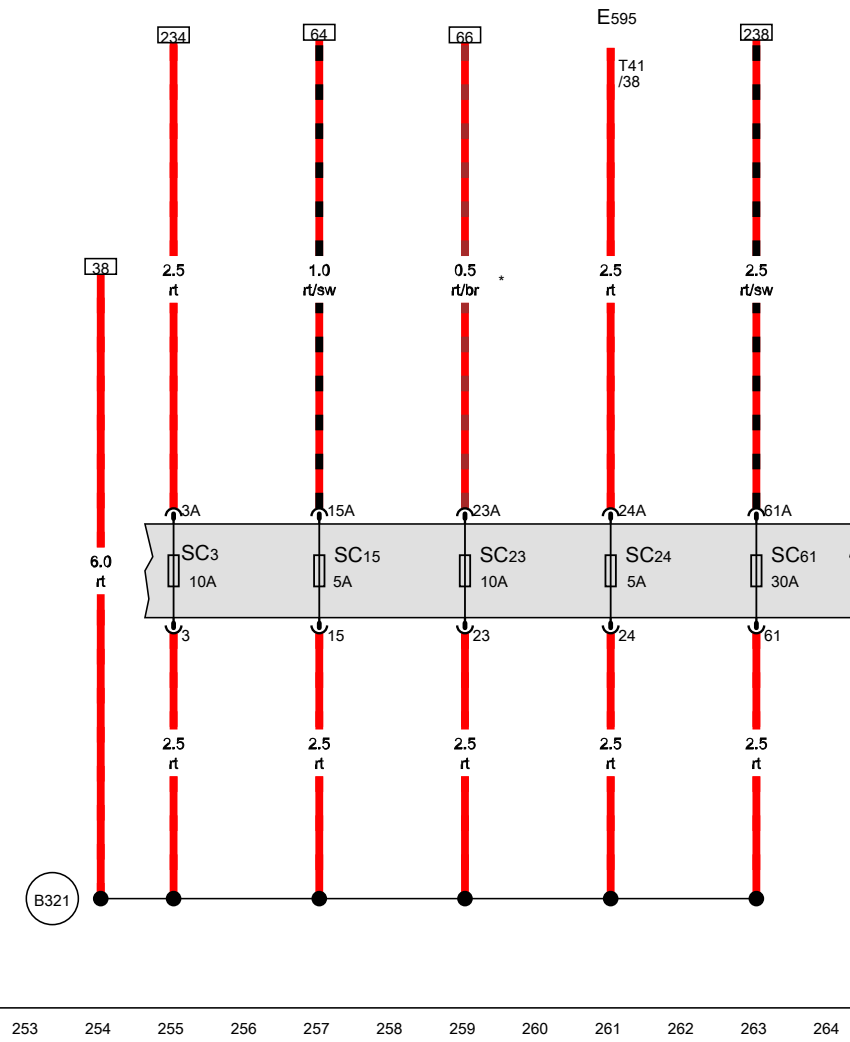 E595
234
64
66
238
T41
/38
38
2.5
rt
1.0
rt/sw
0.5
rt/br
*
2.5
rt
2.5
rt/sw
3A
15A
23A
24A
61A
SC3
10A
SC15
5A
SC23
10A
SC24
5A
SC61
30A
6.0
rt
3
15
23
24
61
2.5
rt
2.5
rt
2.5
rt
2.5
rt
2.5
rt
B321
253 254 255 256 257 258 259 260 261 262 263 264